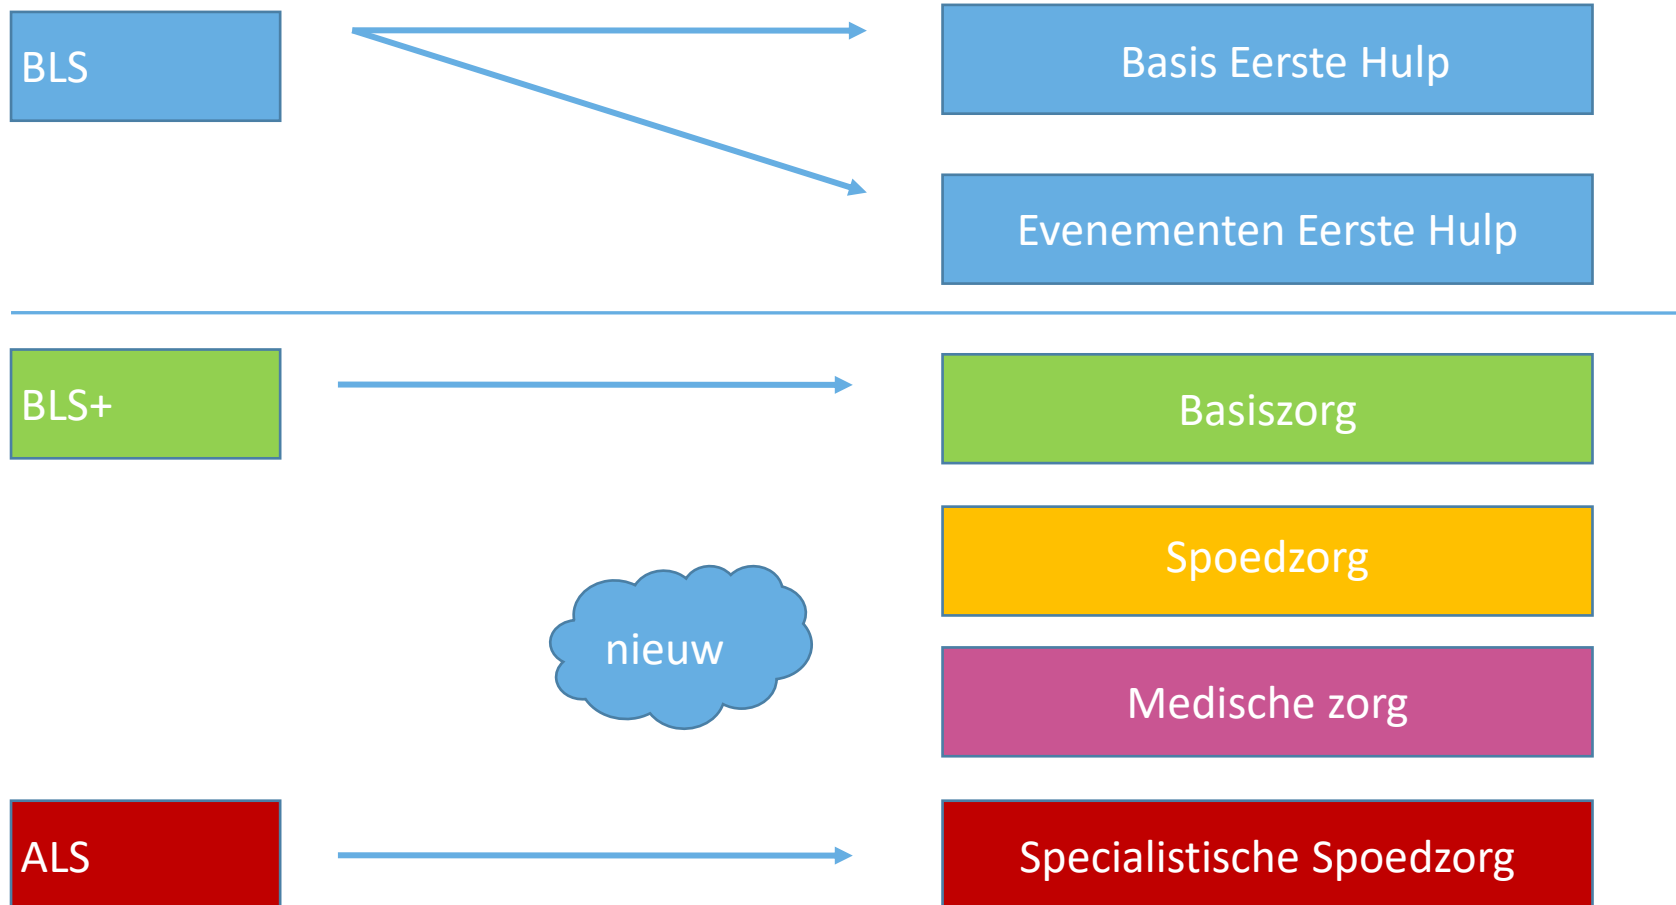 BLS
Basis Eerste Hulp
Evenementen Eerste Hulp
BLS+
Basiszorg
Spoedzorg
nieuw
Medische zorg
ALS
Specialistische Spoedzorg